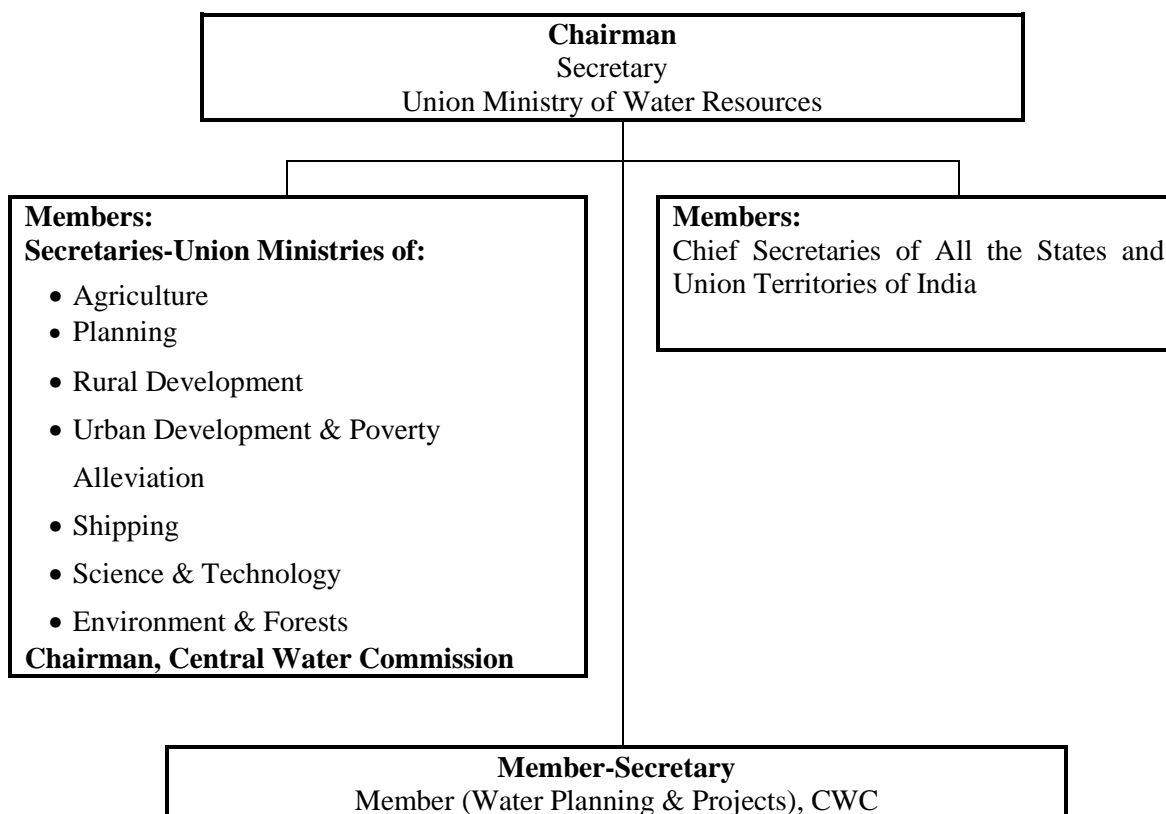 Chairman
Secretary
Union Ministry of Water Resources
Members:
Secretaries-Union Ministries of:
• Agriculture
• Planning
• Rural Development
• Urban Development & Poverty
Alleviation
• Shipping
• Science & Technology
• Environment & Forests
Chairman, Central Water Commission
Members:
Chief Secretaries of All the States and
Union Territories of India
Member-Secretary
Member (Water Planning & Projects), CWC